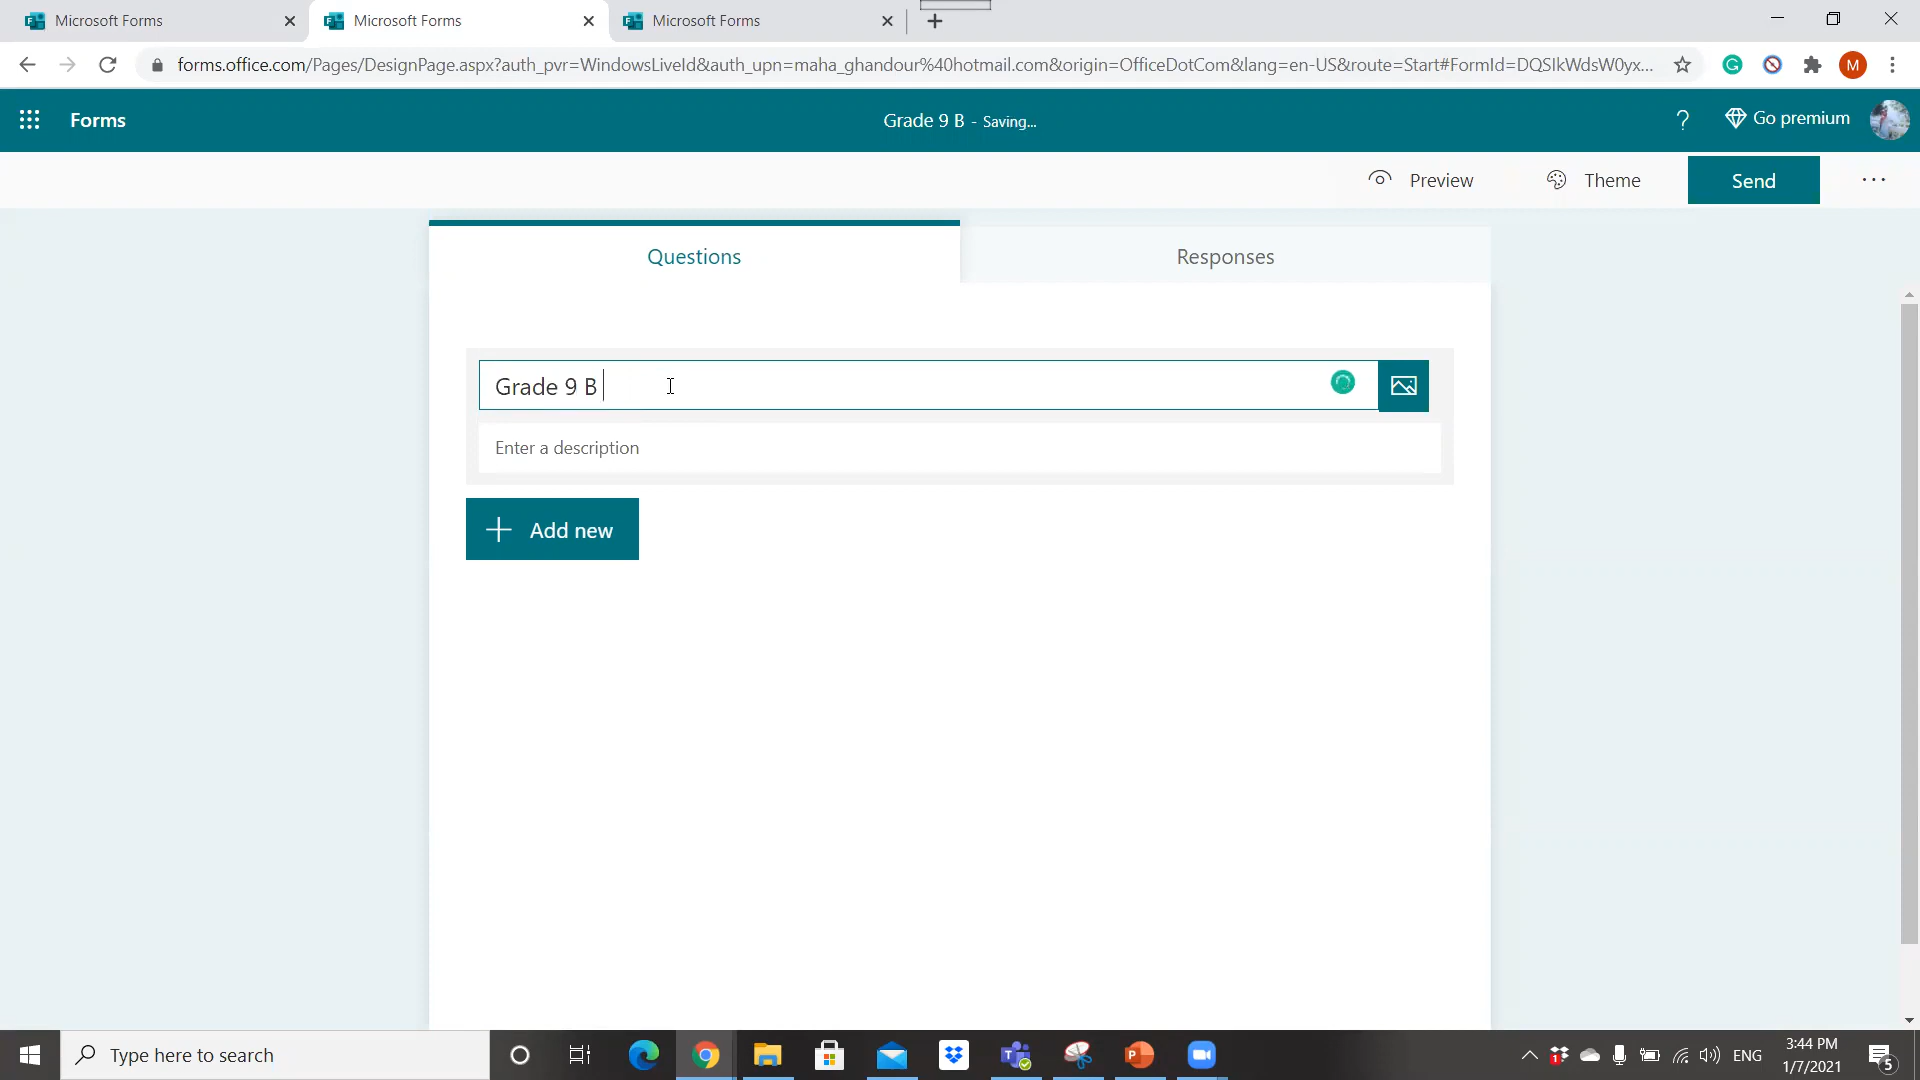 Microsoft Forms
Microsoft Forms
Microsoft Forms
forms.office.com/Pages/DesignPage.aspx?auth_pvr=WindowsLiveId&auth_upn=maha_ghandour%40hotmail.com&origin=OfficeDotCom&lang=en-US&route=Start#FormId=DQSIkWdsW0yx...
M
Forms
Grade 9 B - Saving...
?
Go premium
Preview
Theme
Send
Questions
Responses
Grade 9 B
Enter a description
Add new
Type here to search
ENG
3:44 PM
1/7/2021
5